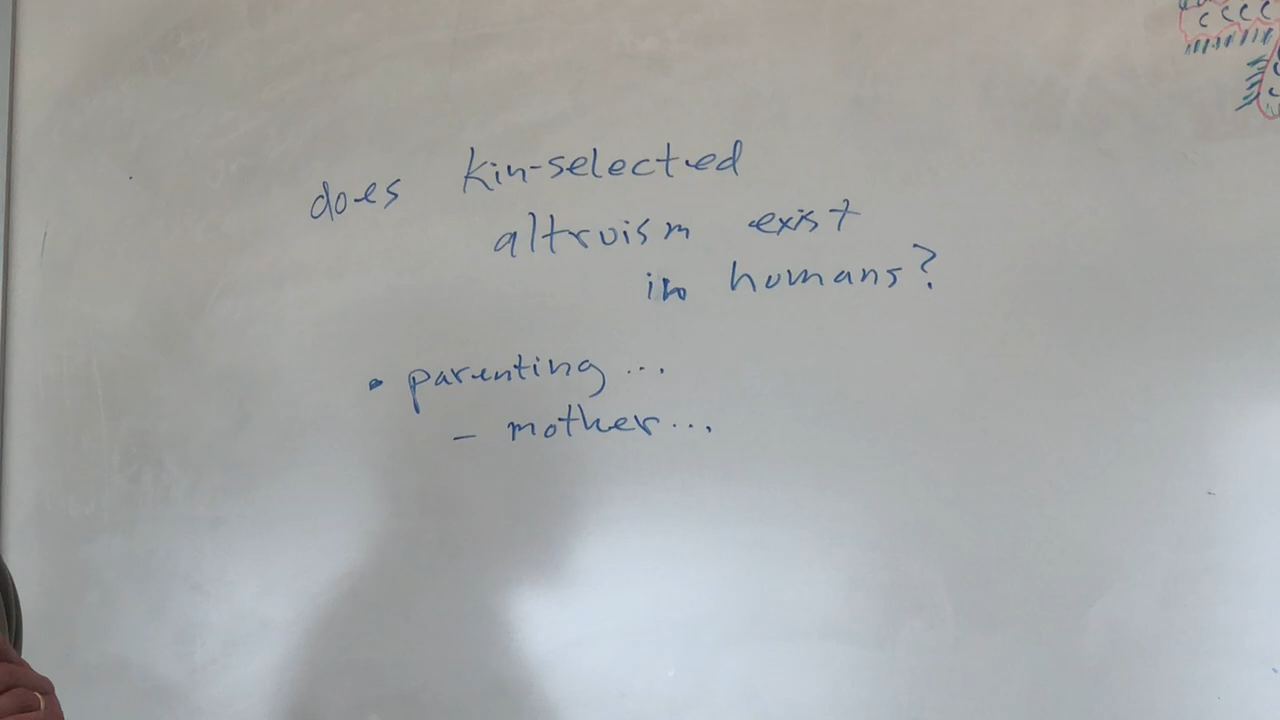 does kin-selected
altruism exist
in humans?
• parenting...
- mother...